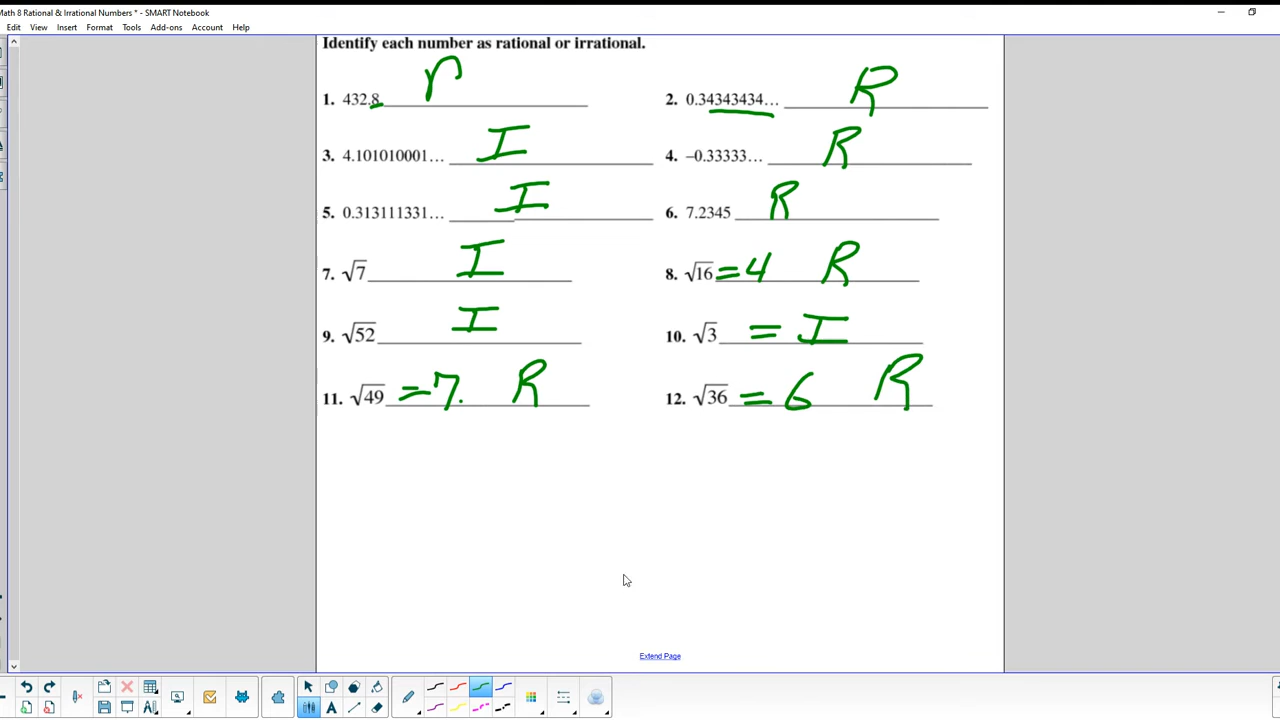 Math 8 Rational & Irrational Numbers * - SMART Notebook
Edit View Insert Format Tools Add-ons Account Help
Identify each number as rational or irrational.
1. 432.8 r
2. 0.34343434… R
3. 4.101010001… I
4. –0.33333… R
5. 0.313111331… I
6. 7.2345 R
7. √7 I
8. √16 = 4 R
9. √52 I
10. √3 = I
11. √49 = 7. R
12. √36 = 6 R
Extend Page